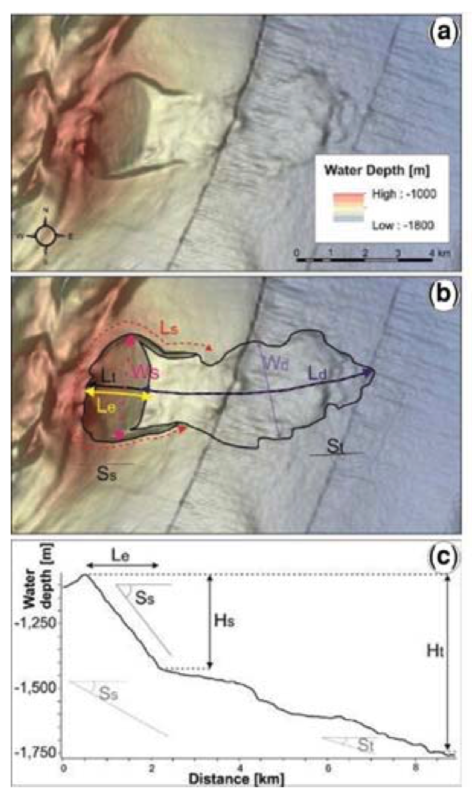 (a)
Water Depth [m]
High : -1000
Low : -1800
N
W E
S
0 1 2 3 4 km
(b)
Ls
Lt
Ws
Wd
Ld
Le
Ss
St
(c)
Le
Water depth [m]
Ss
Hs
Ht
-1,250
-1,500
Ss
St
-1,750
0 2 4 6 8
Distance [km]